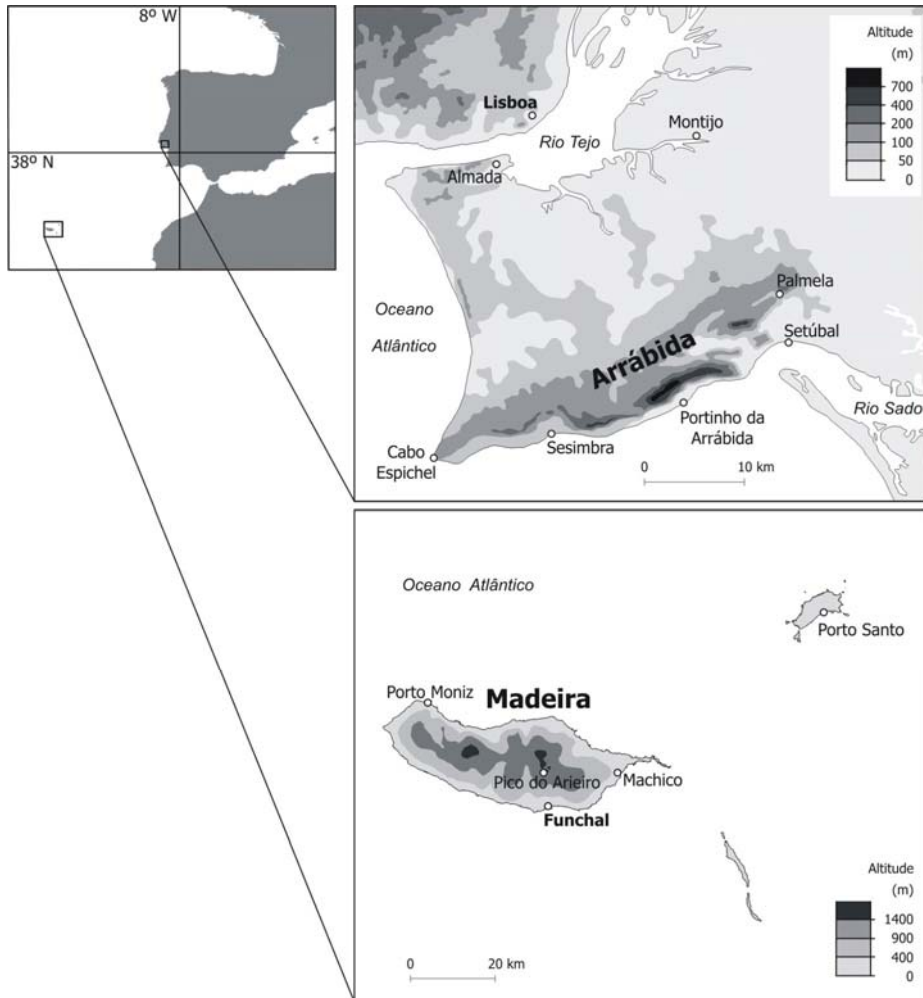 8º W
38º N
Altitude
(m)
700
400
200
100
50
0
Lisboa
Rio Tejo
Montijo
Almada
Palmela
Oceano
Atlântico
Setúbal
Arrábida
Rio Sado
Portinho da
Arrábida
Sesimbra
Cabo
Espichel
0 10 km
Oceano Atlântico
Porto Santo
Porto Moniz
Madeira
Pico do Arieiro
Machico
Funchal
Altitude
(m)
1400
900
400
0
0 20 km